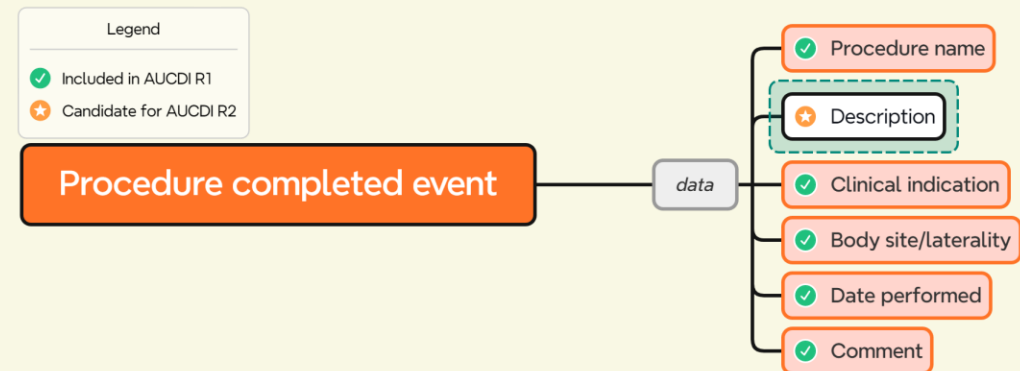 Legend
Included in AUCDI R1
Candidate for AUCDI R2
Procedure completed event
data
Procedure name
Description
Clinical indication
Body site/laterality
Date performed
Comment